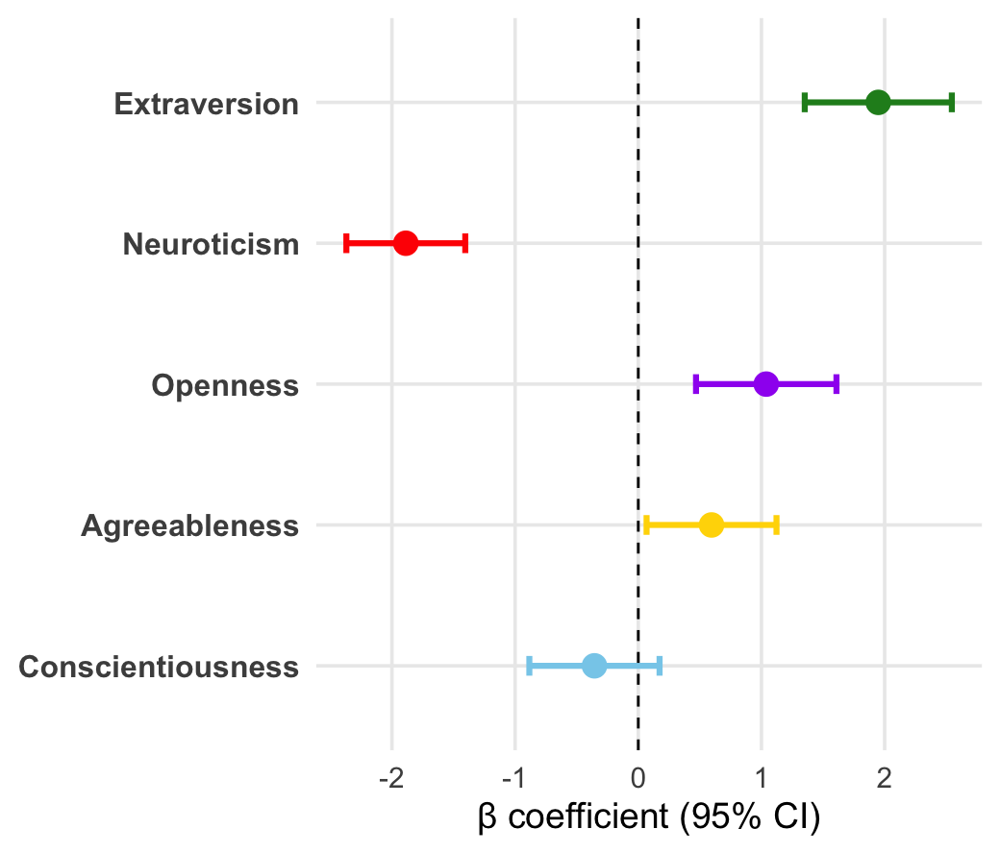 Extraversion
Neuroticism
Openness
Agreeableness
Conscientiousness
-2 -1 0 1 2
β coefficient (95% CI)